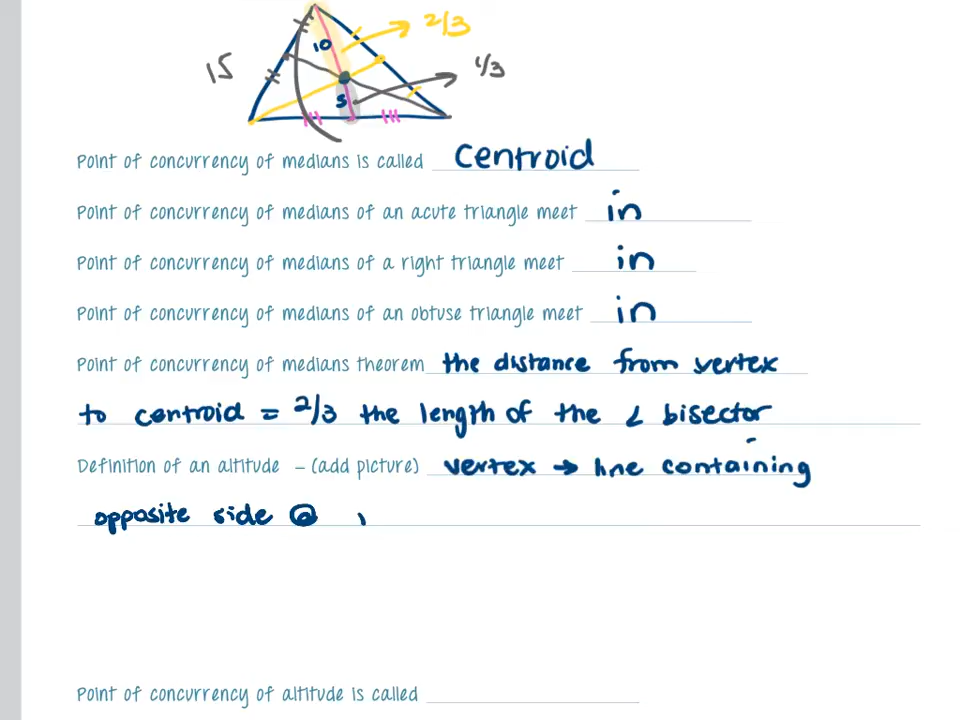 2/3
10
15
1/3
5
Point of concurrency of medians is called centroid
Point of concurrency of medians of an acute triangle meet in
Point of concurrency of medians of a right triangle meet in
Point of concurrency of medians of an obtuse triangle meet in
Point of concurrency of medians theorem the distance from vertex
to centroid = 2/3 the length of the ∠ bisector
Definition of an altitude – (add picture) vertex → line containing
opposite side @
Point of concurrency of altitude is called